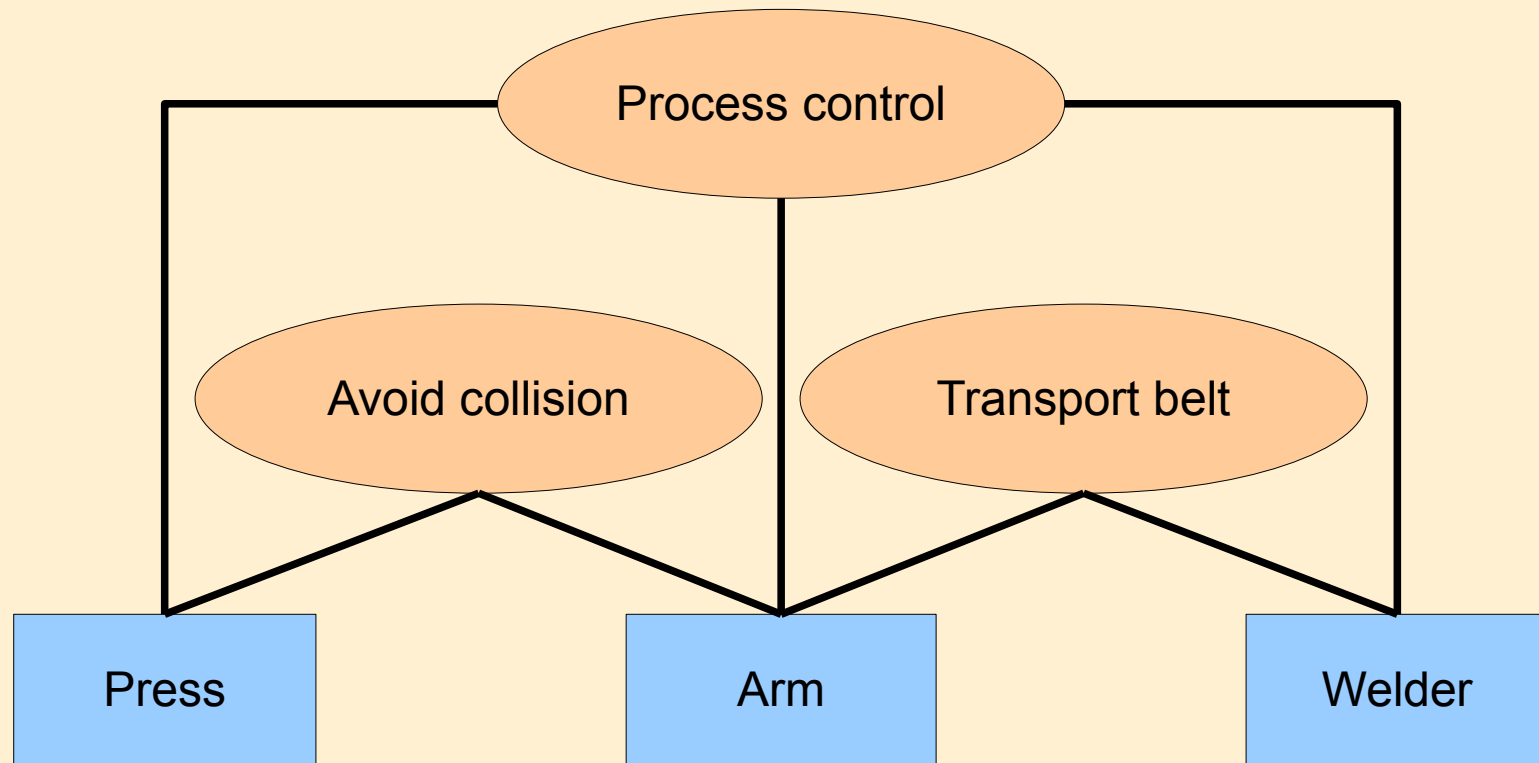 Process control
Avoid collision
Transport belt
Press
Arm
Welder